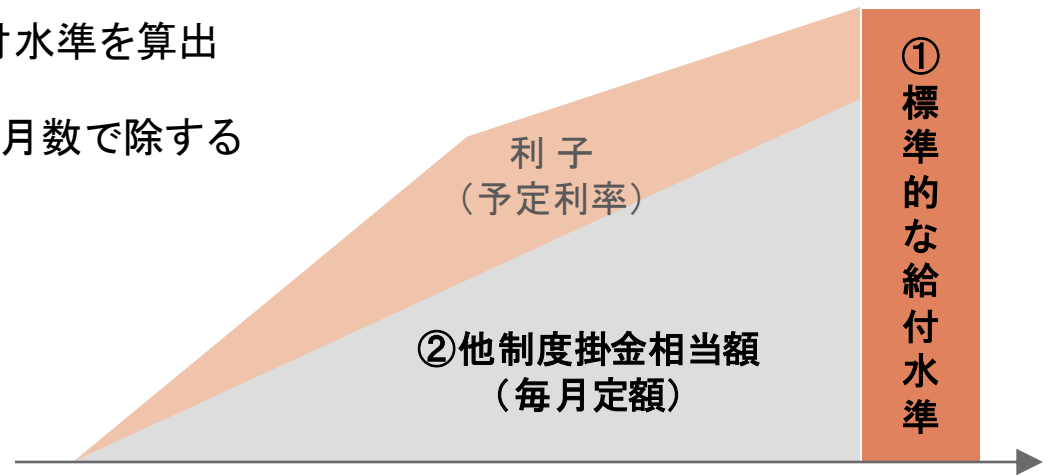 水準を算出
月数で除する
利 子
（予定利率）
②他制度掛金相当額
（毎月定額）
①標準的な給付水準